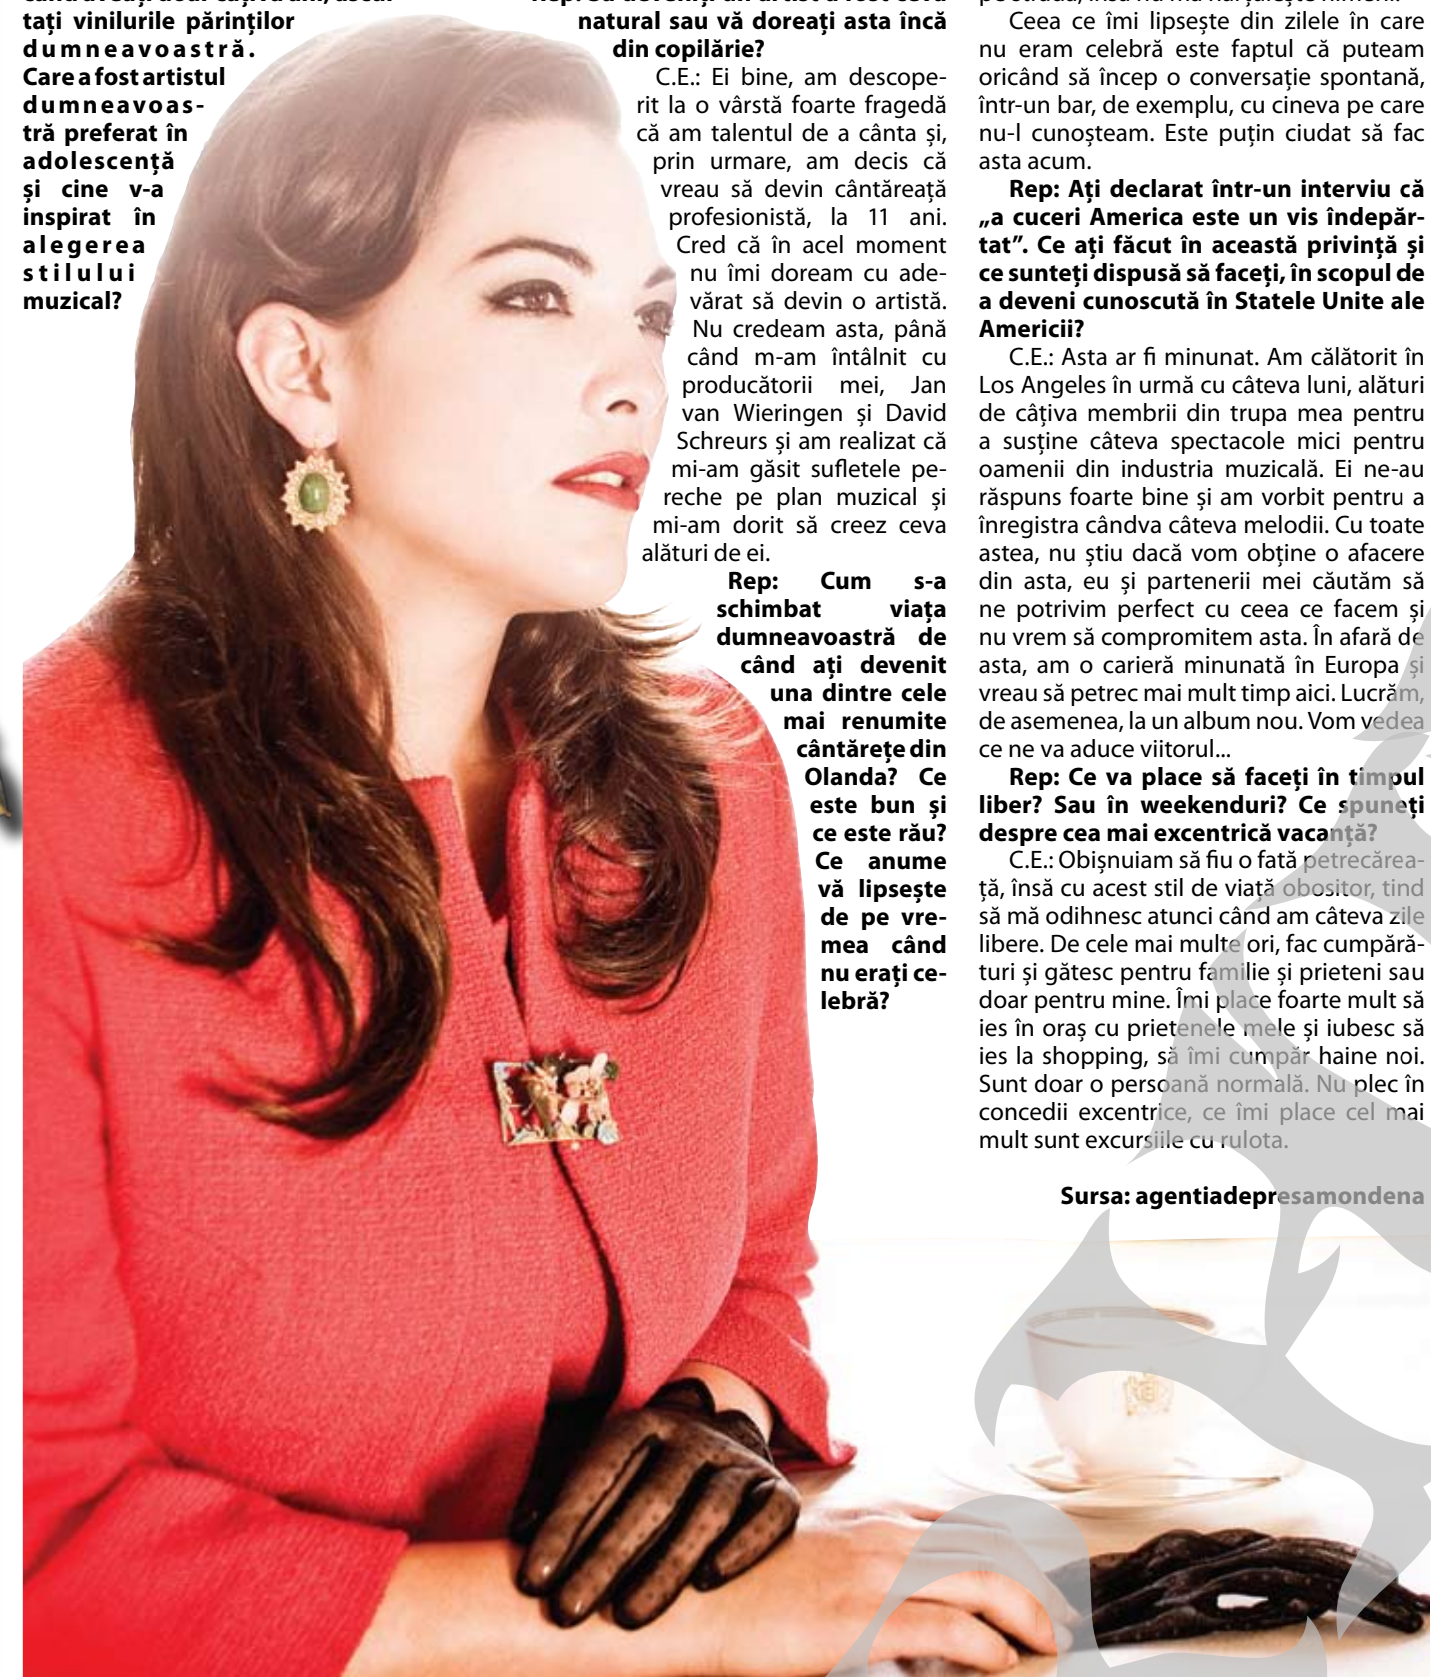 tați vinilurile părinților
dumneavoastră.
Care a fost artistul
dumneavoas-
tră preferat în
adolescență
și cine v-a
inspirat în
alegerea
stilului
muzical?
natural sau vă doreați asta încă
din copilărie?
C.E.: Ei bine, am descope-
rit la o vârstă foarte fragedă
că am talentul de a cânta și,
prin urmare, am decis că
vreau să devin cântăreață
profesionistă, la 11 ani.
Cred că în acel moment
nu îmi doream cu ade-
vărat să devin o artistă.
Nu credeam asta, până
când m-am întâlnit cu
producătorii mei, Jan
van Wieringen și David
Schreurs și am realizat că
mi-am găsit sufletele pe-
reche pe plan muzical și
mi-am dorit să creez ceva
alături de ei.
Rep: Cum s-a
schimbat viața
dumneavoastră de
când ați devenit
una dintre cele
mai renumite
cântărețe din
Olanda? Ce
este bun și
ce este rău?
Ce anume
vă lipsește
de pe vre-
mea când
nu erați ce-
lebră?
Ceea ce îmi lipsește din zilele în care
nu eram celebră este faptul că puteam
oricând să încep o conversație spontană,
într-un bar, de exemplu, cu cineva pe care
nu-l cunoșteam. Este puțin ciudat să fac
asta acum.
Rep: Ați declarat într-un interviu că
„a cuceri America este un vis îndepăr-
tat”. Ce ați făcut în această privință și
ce sunteți dispusă să faceți, în scopul de
a deveni cunoscută în Statele Unite ale
Americii?
C.E.: Asta ar fi minunat. Am călătorit în
Los Angeles în urmă cu câteva luni, alături
de câțiva membrii din trupa mea pentru
a susține câteva spectacole mici pentru
oamenii din industria muzicală. Ei ne-au
răspuns foarte bine și am vorbit pentru a
înregistra cândva câteva melodii. Cu toate
astea, nu știu dacă vom obține o afacere
din asta, eu și partenerii mei căutăm să
ne potrivim perfect cu ceea ce facem și
nu vrem să compromitem asta. În afară de
asta, am o carieră minunată în Europa și
vreau să petrec mai mult timp aici. Lucrăm,
de asemenea, la un album nou. Vom vedea
ce ne va aduce viitorul...
Rep: Ce va place să faceți în timpul
liber? Sau în weekenduri? Ce spuneți
despre cea mai excentrică vacanță?
C.E.: Obișnuiam să fiu o fată petrecărea-
ță, însă cu acest stil de viață obositor, tind
să mă odihnesc atunci când am câteva zile
libere. De cele mai multe ori, fac cumpără-
turi și gătesc pentru familie și prieteni sau
doar pentru mine. Îmi place foarte mult să
ies în oraș cu prietenele mele și iubesc să
ies la shopping, să îmi cumpăr haine noi.
Sunt doar o persoană normală. Nu plec în
concedii excentrice, ce îmi place cel mai
mult sunt excursiile cu rulota.
Sursa: agentiadepresamondena